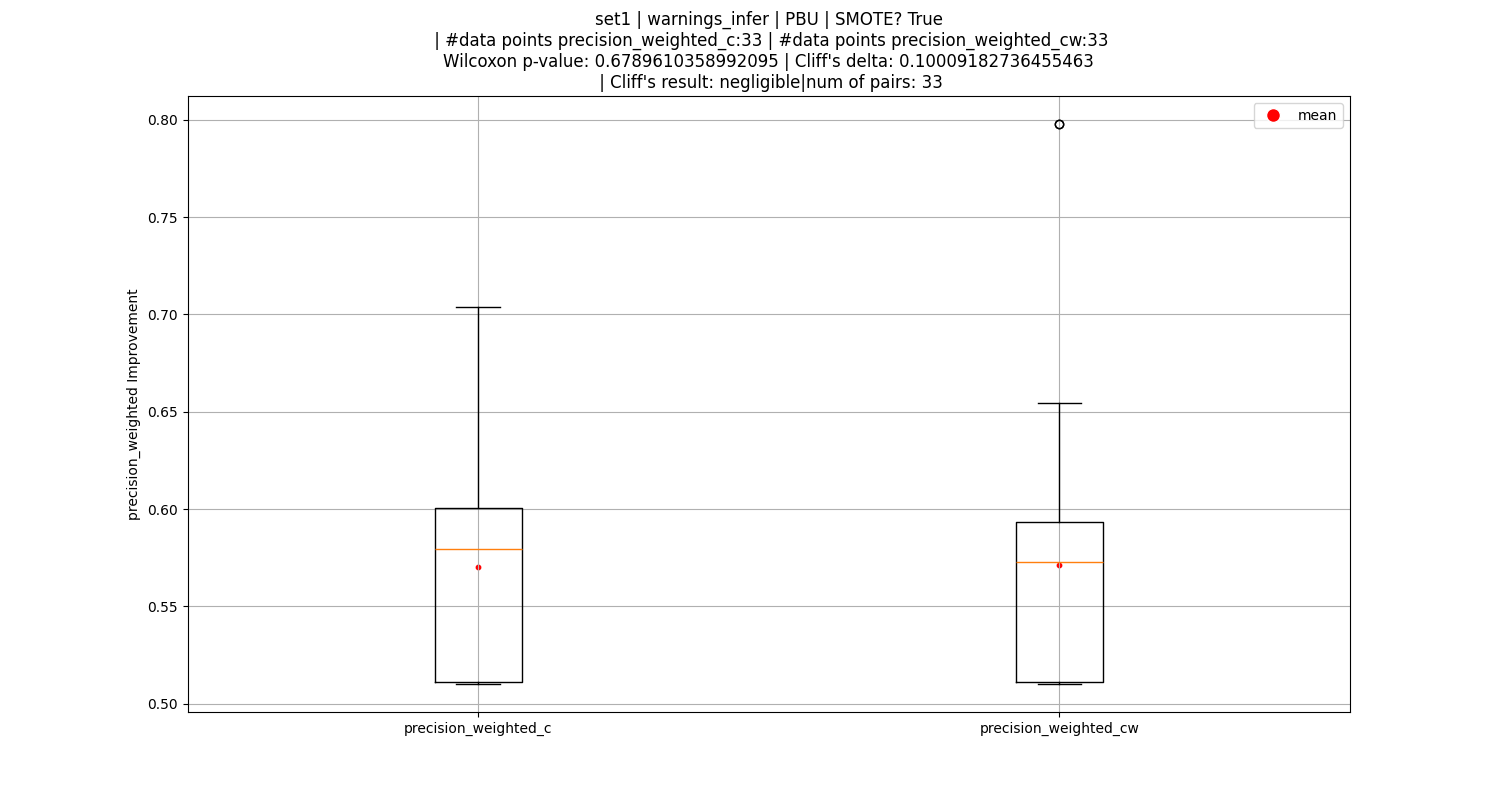 set1 | warnings_infer | PBU | SMOTE? True
| #data points precision_weighted_c:33 | #data points precision_weighted_cw:33
Wilcoxon p-value: 0.6789610358992095 | Cliff's delta: 0.10009182736455463
| Cliff's result: negligible|num of pairs: 33
mean
0.80
0.75
0.70
0.65
0.60
0.55
0.50
precision_weighted Improvement
precision_weighted_c
precision_weighted_cw